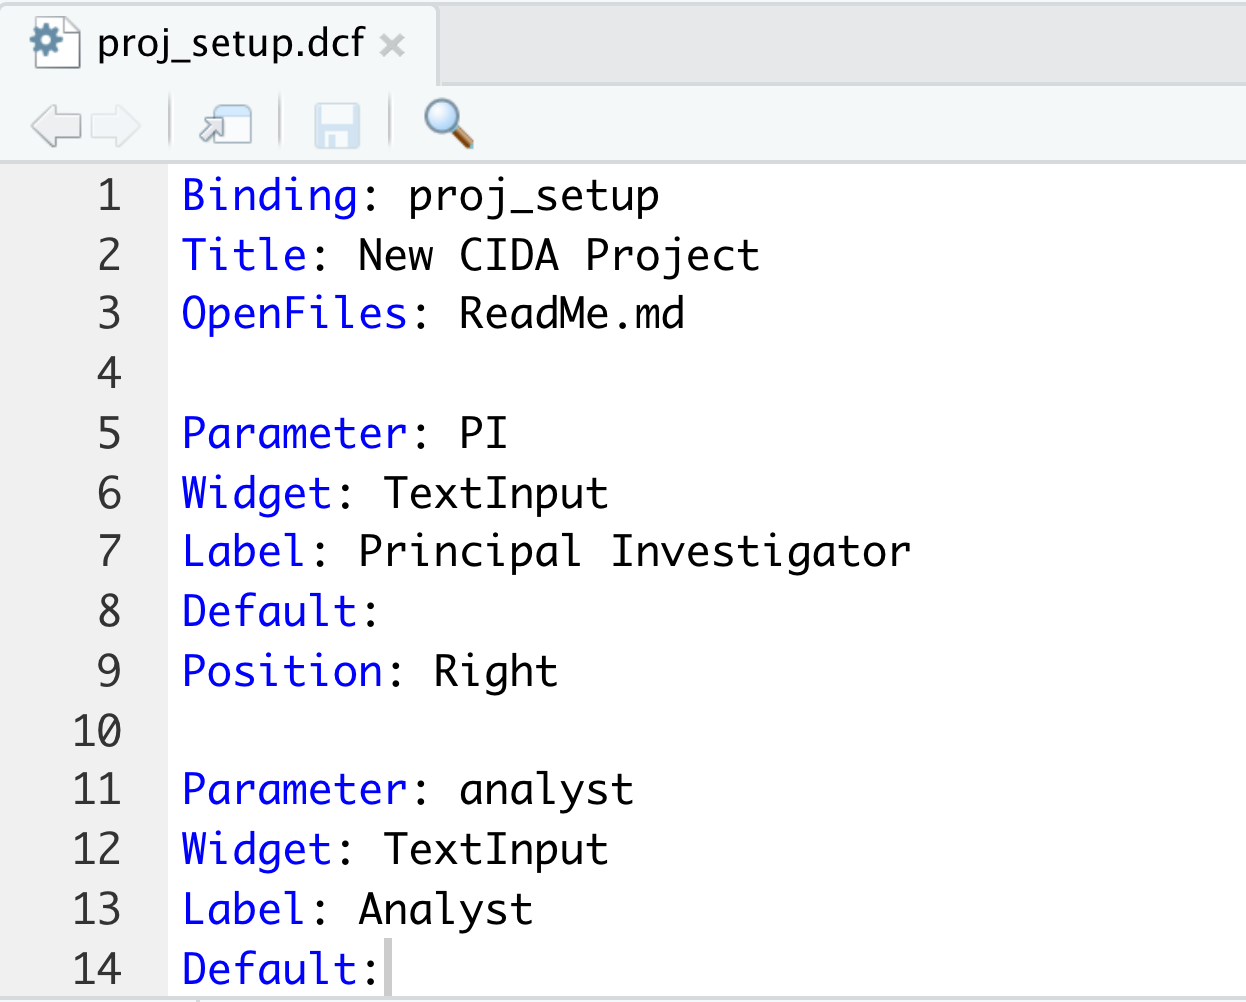 proj_setup.dcf
1 Binding: proj_setup
2 Title: New CIDA Project
3 OpenFiles: ReadMe.md
4
5 Parameter: PI
6 Widget: TextInput
7 Label: Principal Investigator
8 Default:
9 Position: Right
10
11 Parameter: analyst
12 Widget: TextInput
13 Label: Analyst
14 Default: